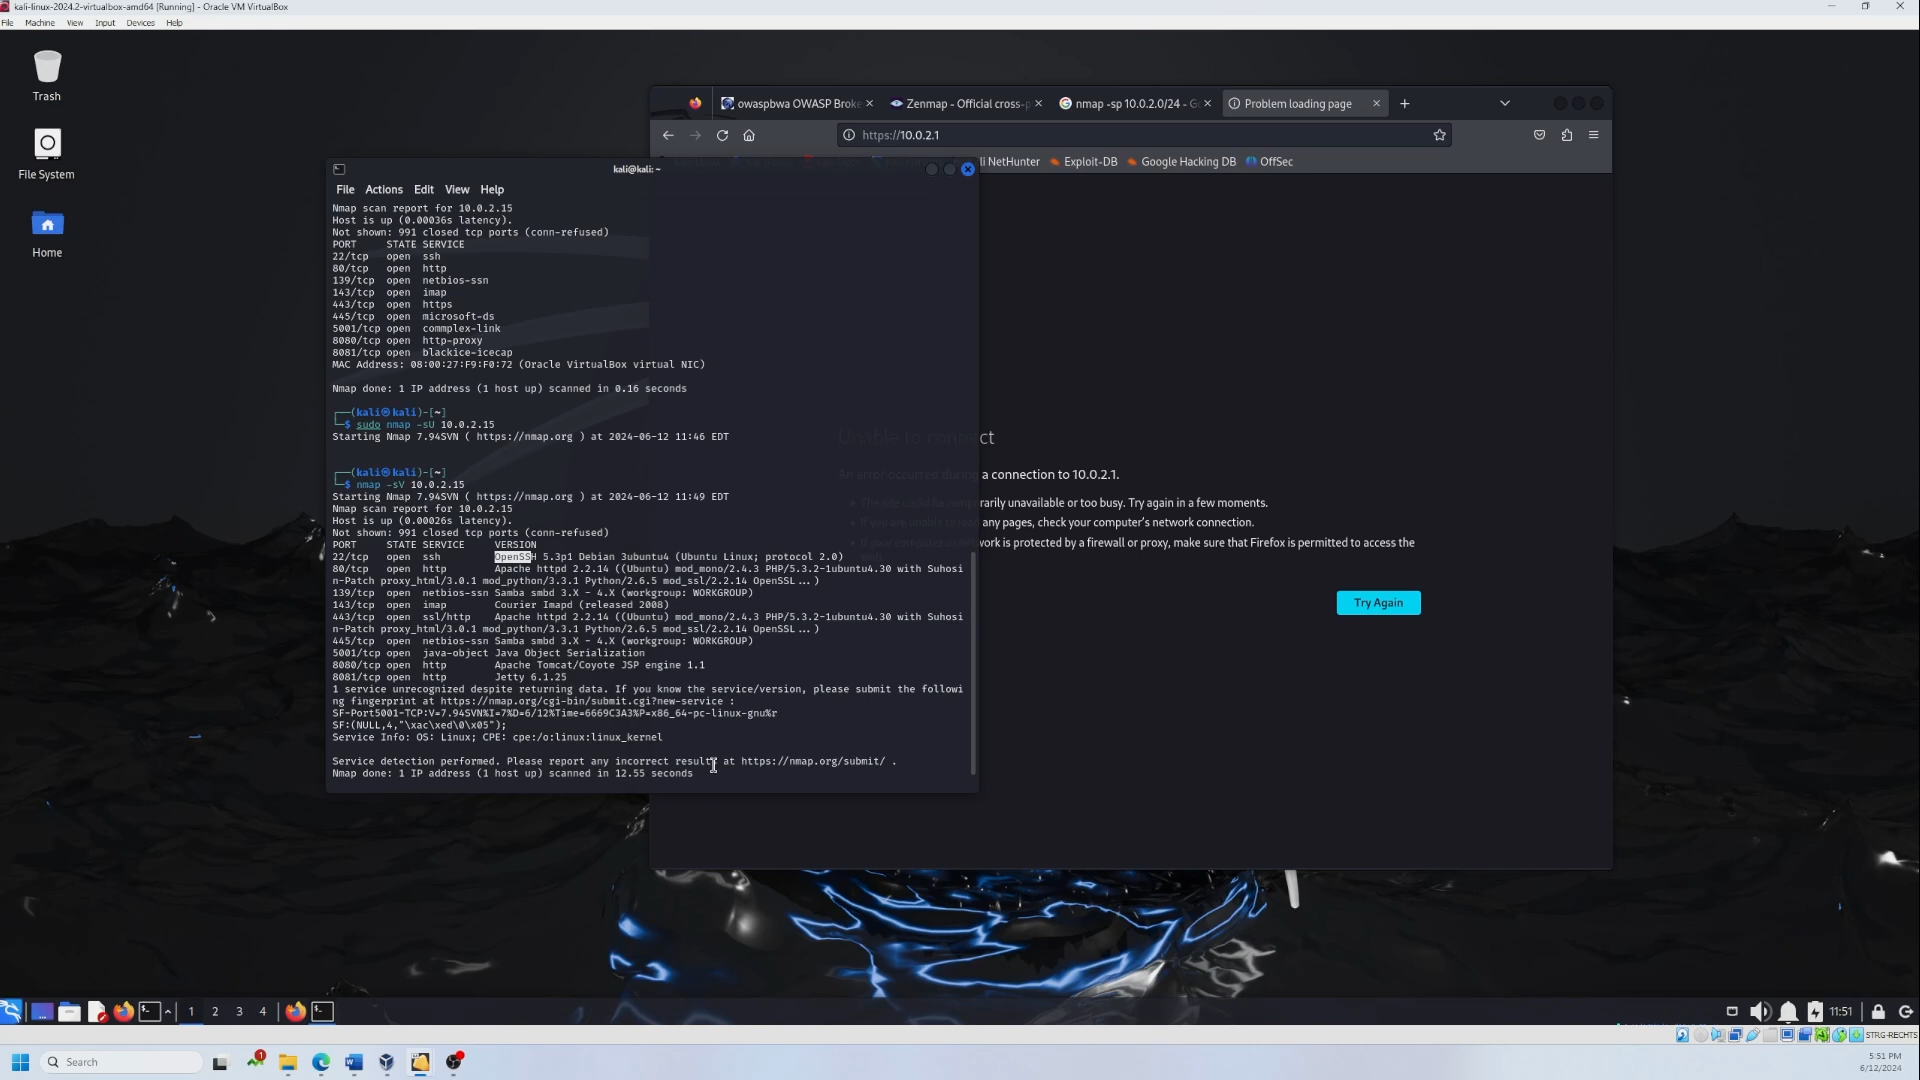 kali-linux-2024.2-virtualbox-amd64 [Running] - Oracle VM VirtualBox
File Machine View Input Devices Help
Trash
File System
Home
owaspbwa OWASP Broke
Zenmap - Official cross-p
nmap -sp 10.0.2.0/24 - G
Problem loading page
https://10.0.2.1
li NetHunter
Exploit-DB
Google Hacking DB
OffSec
kali@kali: ~
File Actions Edit View Help
Nmap scan report for 10.0.2.15
Host is up (0.00036s latency).
Not shown: 991 closed tcp ports (conn-refused)
PORT STATE SERVICE
22/tcp open ssh
80/tcp open http
139/tcp open netbios-ssn
143/tcp open imap
443/tcp open https
445/tcp open microsoft-ds
5001/tcp open commplex-link
8080/tcp open http-proxy
8081/tcp open blackice-icecap
MAC Address: 08:00:27:F9:F0:72 (Oracle VirtualBox virtual NIC)
Nmap done: 1 IP address (1 host up) scanned in 0.16 seconds
┌──(kali㉿kali)-[~]
└─$ sudo nmap -sU 10.0.2.15
Starting Nmap 7.94SVN ( https://nmap.org ) at 2024-06-12 11:46 EDT
┌──(kali㉿kali)-[~]
└─$ nmap -sV 10.0.2.15
Starting Nmap 7.94SVN ( https://nmap.org ) at 2024-06-12 11:49 EDT
Nmap scan report for 10.0.2.15
Host is up (0.00026s latency).
Not shown: 991 closed tcp ports (conn-refused)
PORT STATE SERVICE VERSION
22/tcp open ssh OpenSSH 5.3p1 Debian 3ubuntu4 (Ubuntu Linux; protocol 2.0)
80/tcp open http Apache httpd 2.2.14 ((Ubuntu) mod_mono/2.4.3 PHP/5.3.2-1ubuntu4.30 with Suhosi
n-Patch proxy_html/3.0.1 mod_python/3.3.1 Python/2.6.5 mod_ssl/2.2.14 OpenSSL...)
139/tcp open netbios-ssn Samba smbd 3.X - 4.X (workgroup: WORKGROUP)
143/tcp open imap Courier Imapd (released 2008)
443/tcp open ssl/http Apache httpd 2.2.14 ((Ubuntu) mod_mono/2.4.3 PHP/5.3.2-1ubuntu4.30 with Suhosi
n-Patch proxy_html/3.0.1 mod_python/3.3.1 Python/2.6.5 mod_ssl/2.2.14 OpenSSL...)
445/tcp open netbios-ssn Samba smbd 3.X - 4.X (workgroup: WORKGROUP)
5001/tcp open java-object Java Object Serialization
8080/tcp open http Apache Tomcat/Coyote JSP engine 1.1
8081/tcp open http Jetty 6.1.25
1 service unrecognized despite returning data. If you know the service/version, please submit the followi
ng fingerprint at https://nmap.org/cgi-bin/submit.cgi?new-service :
SF-Port5001-TCP:V=7.94SVN%I=7%D=6/12%Time=6669C3A3%P=x86_64-pc-linux-gnu%r
SF:(NULL,4,"\xac\xed\0\x05");
Service Info: OS: Linux; CPE: cpe:/o:linux:linux_kernel
Service detection performed. Please report any incorrect results at https://nmap.org/submit/ .
Nmap done: 1 IP address (1 host up) scanned in 12.55 seconds
Unable to connect
An error occurred during a connection to 10.0.2.1.
The site could be temporarily unavailable or too busy. Try again in a few moments.
If you are unable to load any pages, check your computer's network connection.
work is protected by a firewall or proxy, make sure that Firefox is permitted to access the
Try Again
1 2 3 4
11:51
STRG-RECHTS
Search
1
5:51 PM
6/12/2024